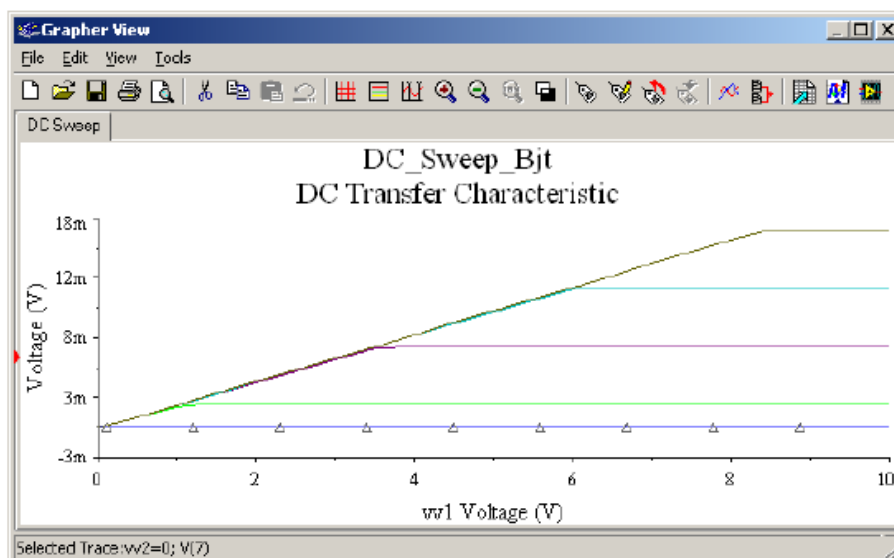 Grapher View
File Edit View Tools
DC Sweep
DC_Sweep_Bjt
DC Transfer Characteristic
18m
12m
8m
3m
-3m
Voltage (V)
0 2 4 6 8 10
vv1 Voltage (V)
Selected Trace:vv2=0; V(7)